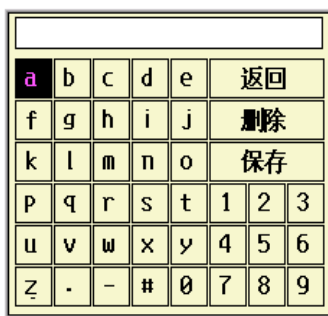 a b c d e 返回
f g h i j 删除
k l m n o 保存
p q r s t 1 2 3
u v w x y 4 5 6
z . - # 0 7 8 9